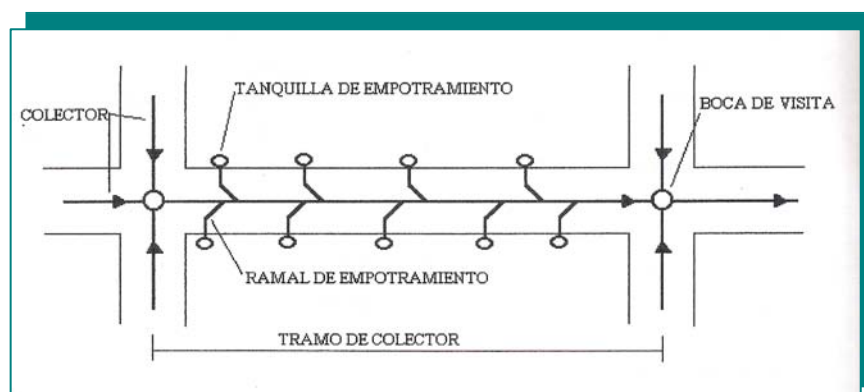 TANQUILLA DE EMPOTRAMIENTO
COLECTOR
BOCA DE VISITA
RAMAL DE EMPOTRAMIENTO
TRAMO DE COLECTOR